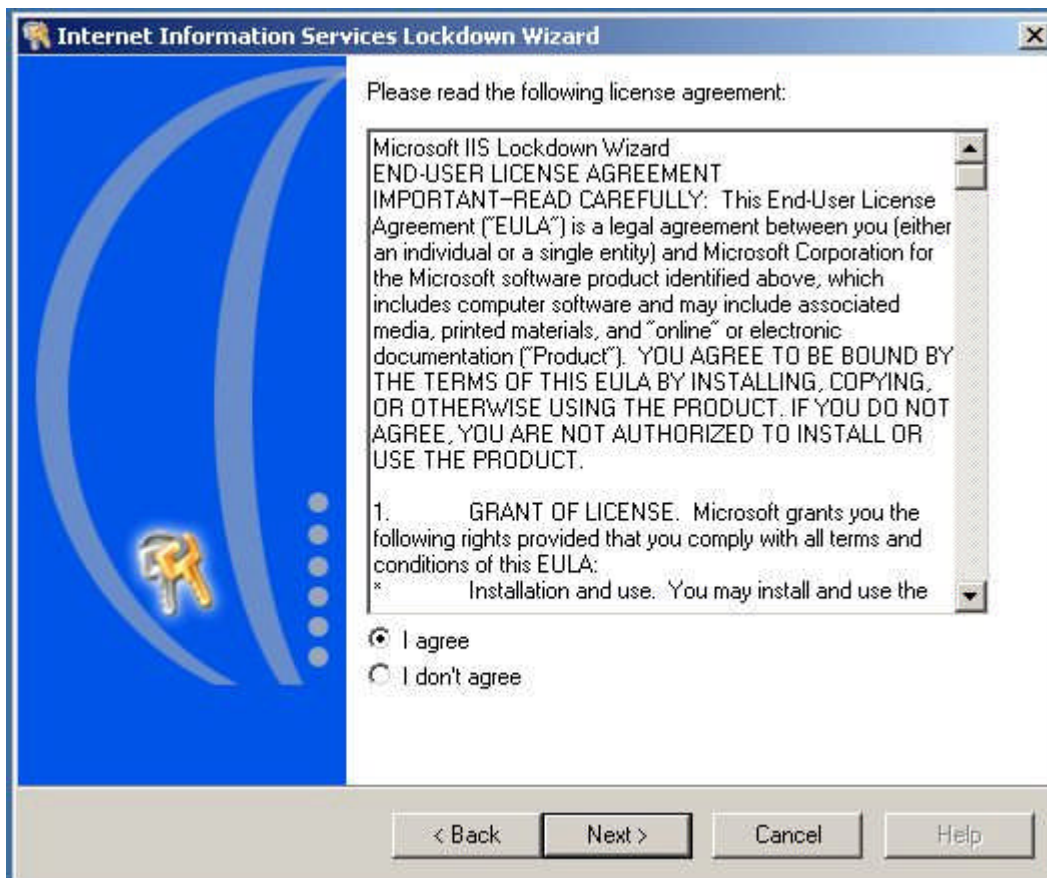 Internet Information Services Lockdown Wizard
Please read the following license agreement:
Microsoft IIS Lockdown Wizard
END-USER LICENSE AGREEMENT
IMPORTANT–READ CAREFULLY: This End-User License
Agreement ("EULA") is a legal agreement between you (either
an individual or a single entity) and Microsoft Corporation for
the Microsoft software product identified above, which
includes computer software and may include associated
media, printed materials, and "online" or electronic
documentation ("Product"). YOU AGREE TO BE BOUND BY
THE TERMS OF THIS EULA BY INSTALLING, COPYING,
OR OTHERWISE USING THE PRODUCT. IF YOU DO NOT
AGREE, YOU ARE NOT AUTHORIZED TO INSTALL OR
USE THE PRODUCT.
1. GRANT OF LICENSE. Microsoft grants you the
following rights provided that you comply with all terms and
conditions of this EULA:
* Installation and use. You may install and use the
I agree
I don't agree
< Back Next > Cancel Help